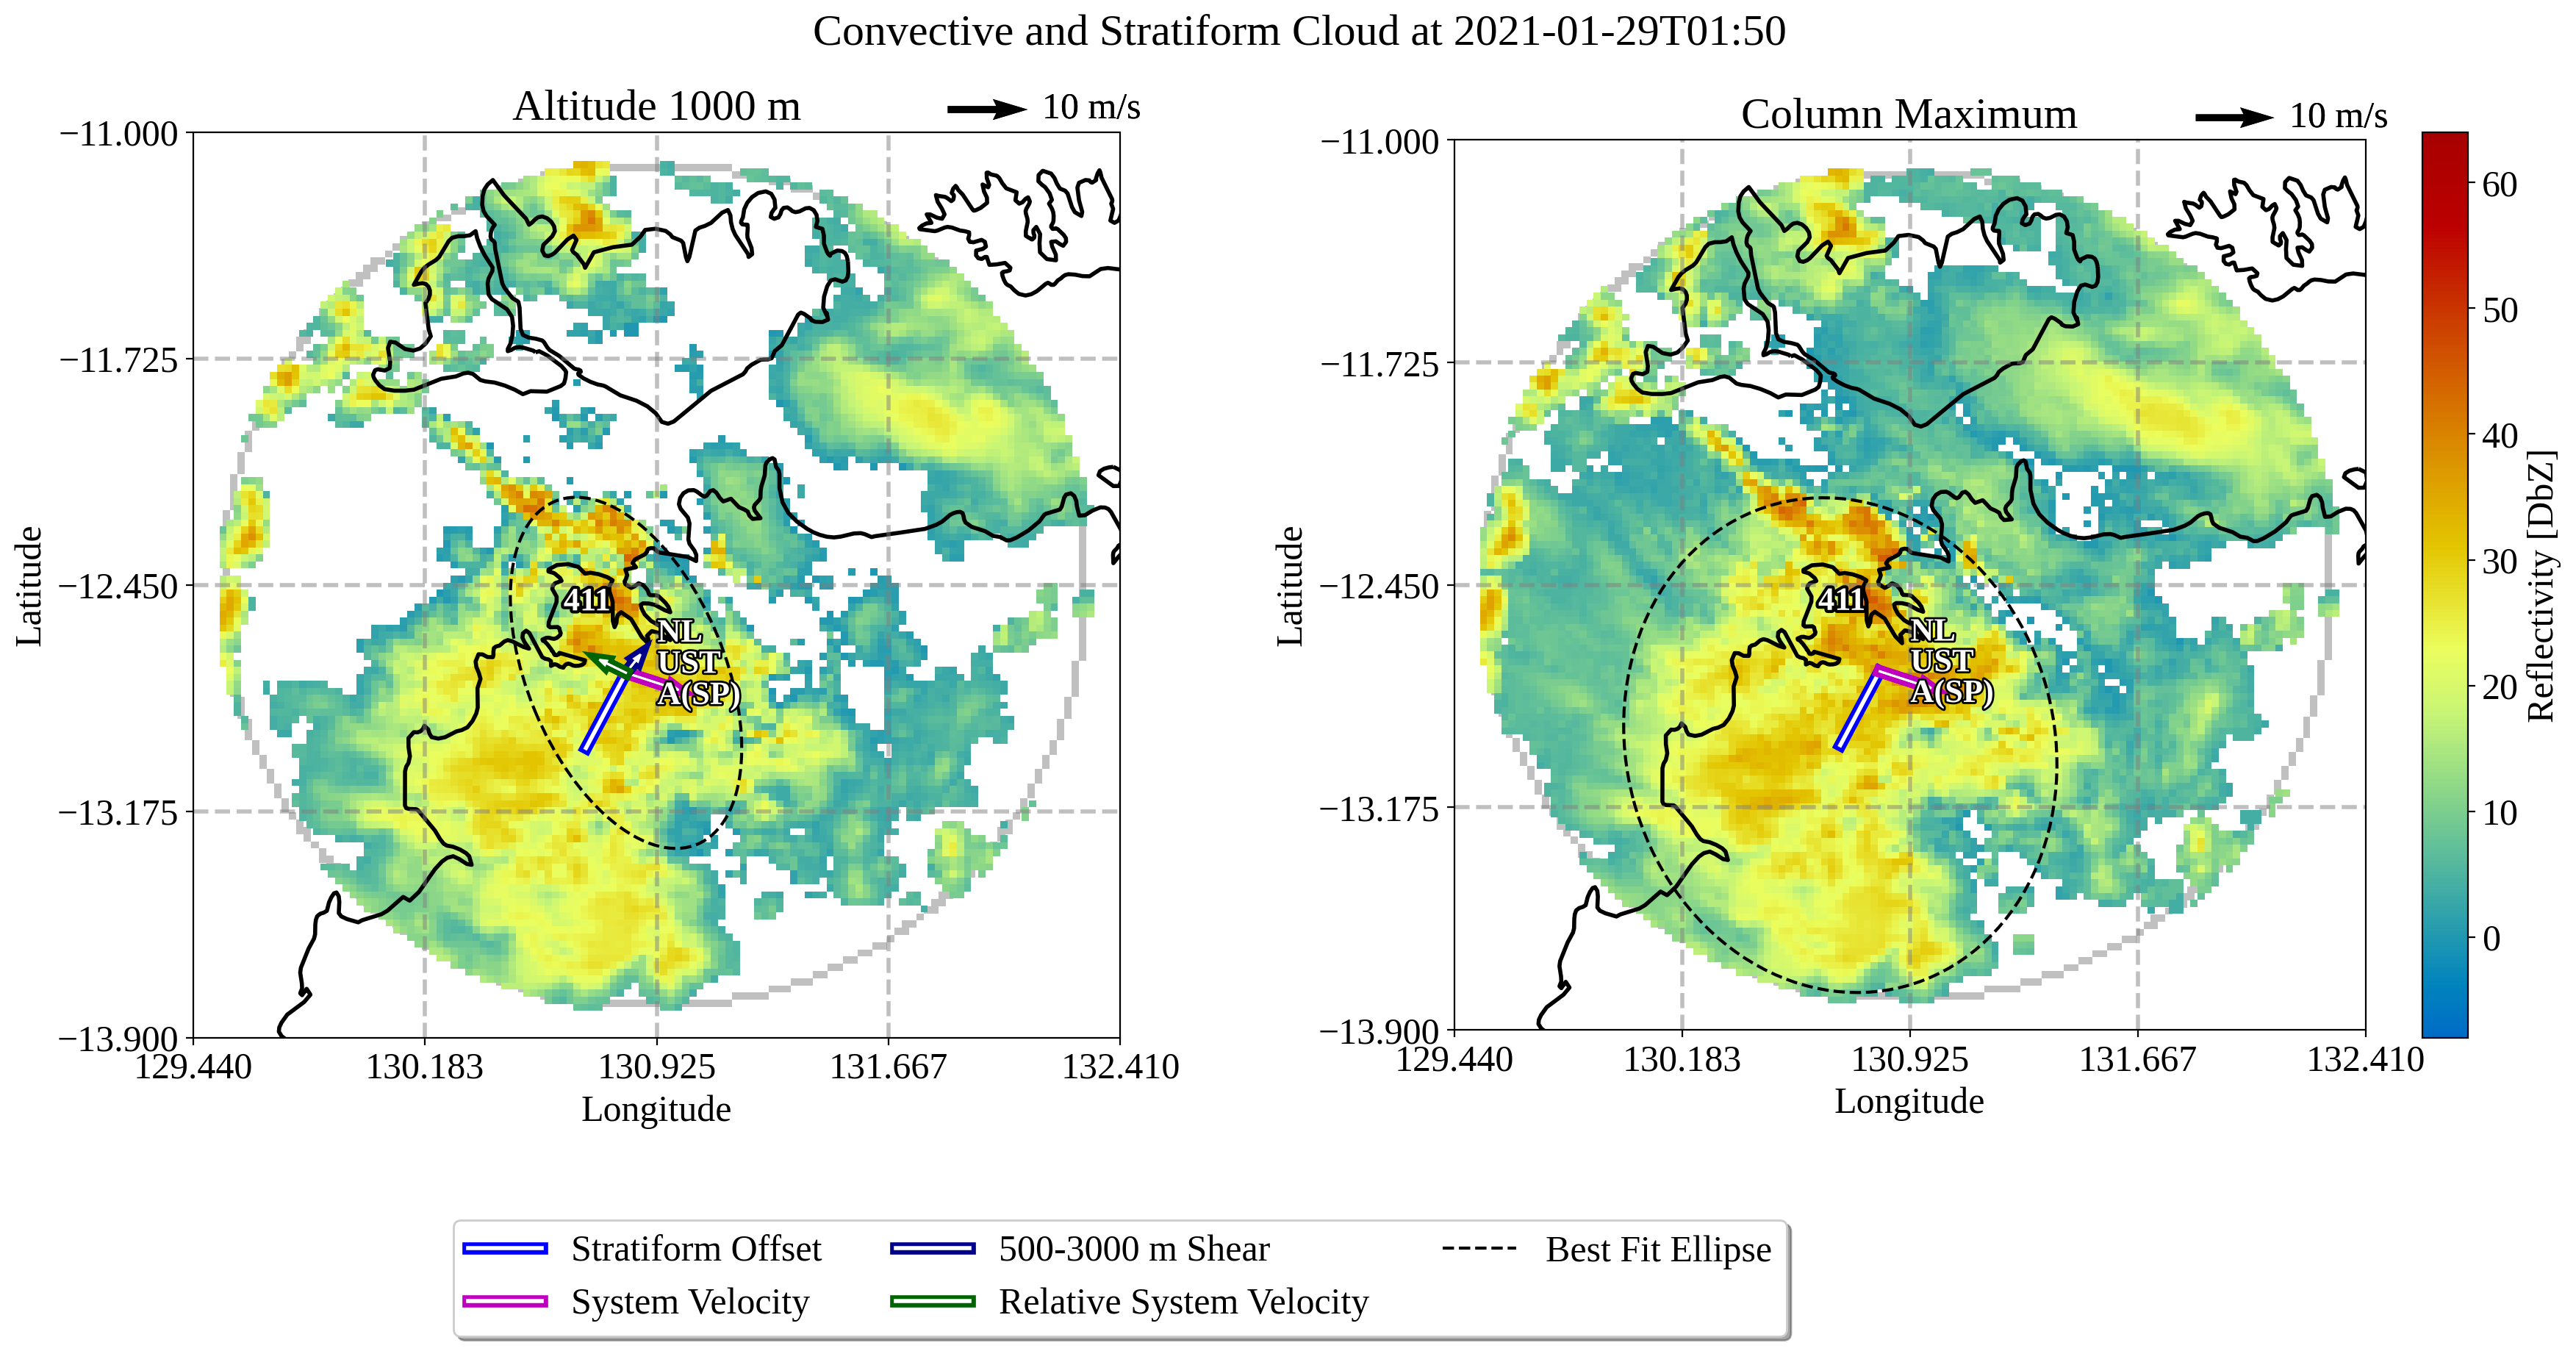 Convective and Stratiform Cloud at 2021-01-29T01:50
Altitude 1000 m
10 m/s
−11.000
−11.725
−12.450
−13.175
−13.900
129.440
130.183
130.925
131.667
132.410
Latitude
Longitude
411
NL
UST
A(SP)
Column Maximum
10 m/s
−11.000
−11.725
−12.450
−13.175
−13.900
129.440
130.183
130.925
131.667
132.410
Latitude
Longitude
411
NL
UST
A(SP)
60
50
40
30
20
10
0
Reflectivity [DbZ]
Stratiform Offset
System Velocity
500-3000 m Shear
Relative System Velocity
Best Fit Ellipse